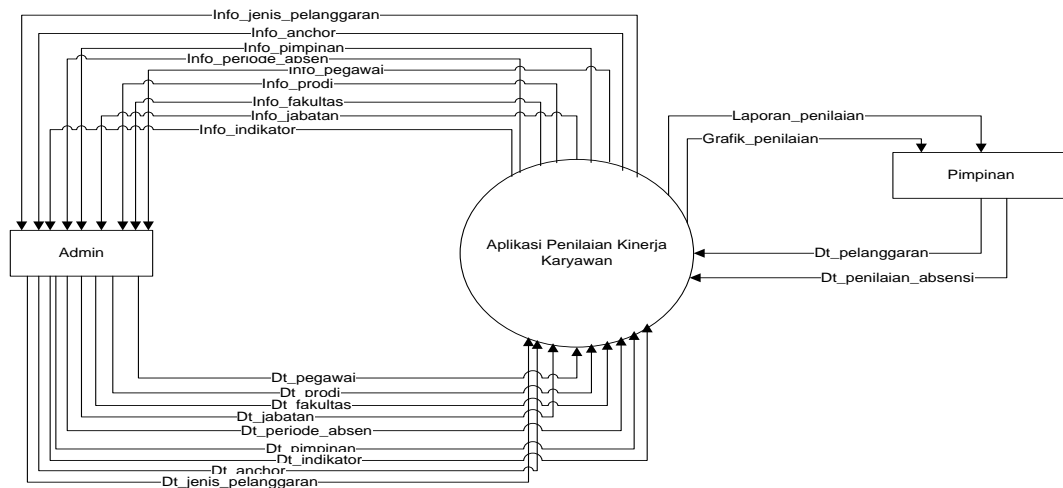 Info_jenis_pelanggaran
Info_anchor
Info_pimpinan
Info_periode_absen
Info_pegawai
Info_prodi
Info_fakultas
Info_jabatan
Info_indikator
Laporan_penilaian
Grafik_penilaian
Pimpinan
Admin
Aplikasi Penilaian Kinerja
Karyawan
Dt_pelanggaran
Dt_penilaian_absensi
Dt_pegawai
Dt_prodi
Dt_fakultas
Dt_jabatan
Dt_periode_absen
Dt_pimpinan
Dt_indikator
Dt_anchor
Dt_jenis_pelanggaran